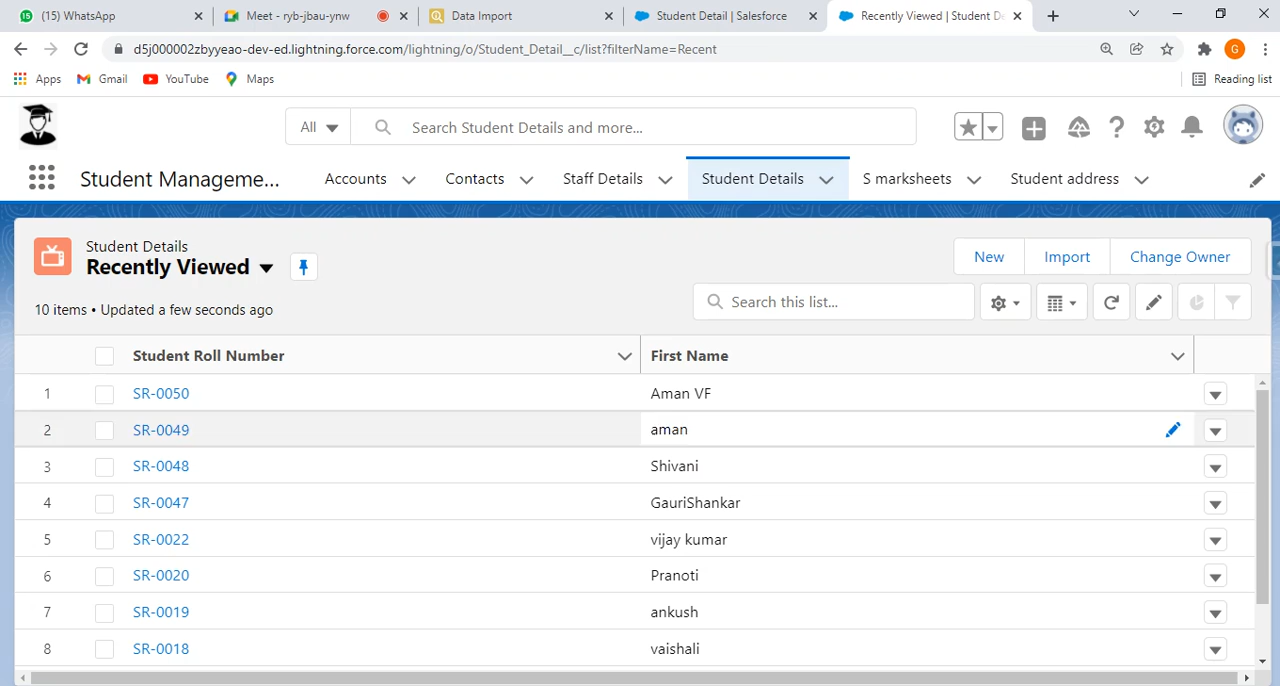 (15) WhatsApp
Meet - ryb-jbau-ynw
Data Import
Student Detail | Salesforce
Recently Viewed | Student De
d5j000002zbyyeao-dev-ed.lightning.force.com/lightning/o/Student_Detail__c/list?filterName=Recent
G
Apps
Gmail
YouTube
Maps
Reading list
All
Search Student Details and more...
Student Manageme...
Accounts
Contacts
Staff Details
Student Details
S marksheets
Student address
Student Details
Recently Viewed
New
Import
Change Owner
10 items • Updated a few seconds ago
Search this list...
Student Roll Number
First Name
1 SR-0050 Aman VF
2 SR-0049 aman
3 SR-0048 Shivani
4 SR-0047 GauriShankar
5 SR-0022 vijay kumar
6 SR-0020 Pranoti
7 SR-0019 ankush
8 SR-0018 vaishali